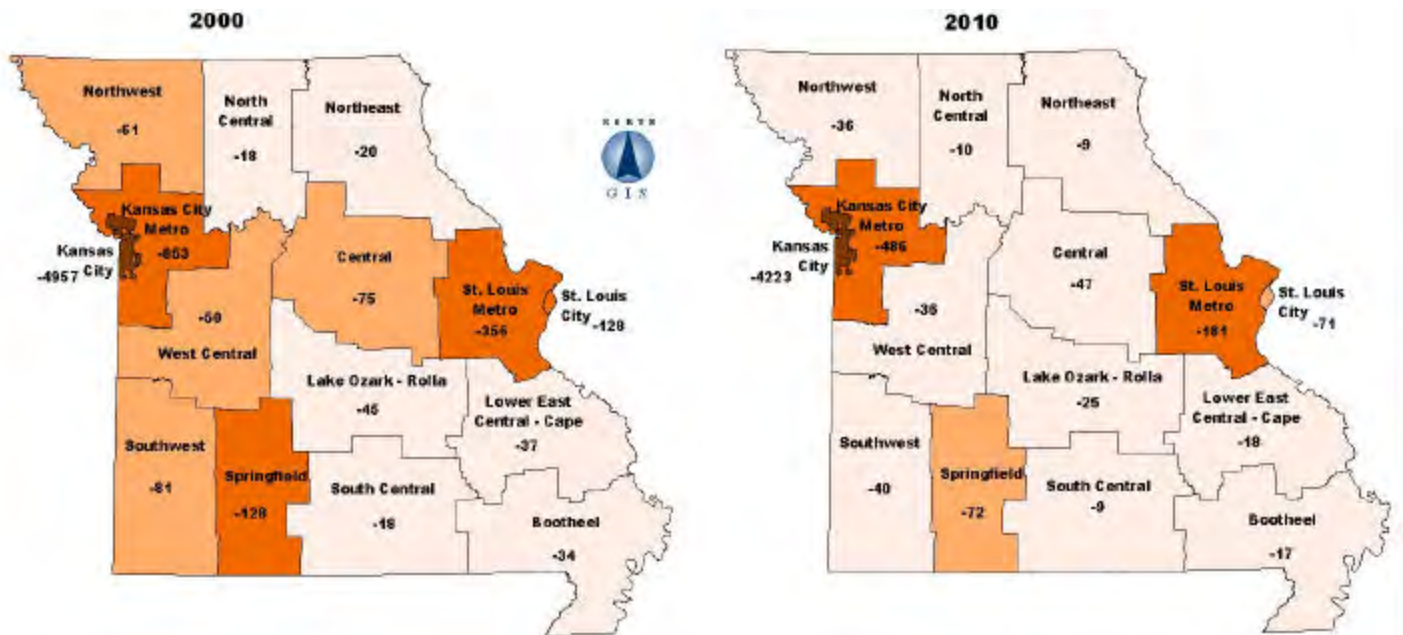 2000
Northwest
-61
North
Central
-18
Northeast
-20
Kansas City
Metro
-853
Kansas
City
-4957
Central
-75
St. Louis
Metro
-356
St. Louis
City
-128
-59
West Central
Lake Ozark - Rolla
-45
Lower East
Central - Cape
-37
Southwest
-81
Springfield
-128
South Central
-18
Bootheel
-34
GIS
2010
Northwest
-36
North
Central
-10
Northeast
-9
Kansas City
Metro
-486
Kansas
City
-4223
Central
-47
St. Louis
Metro
-181
St. Louis
City
-71
West Central
Lake Ozark - Rolla
-25
Lower East
Central - Cape
-18
Southwest
-40
Springfield
-72
South Central
-9
Bootheel
-17